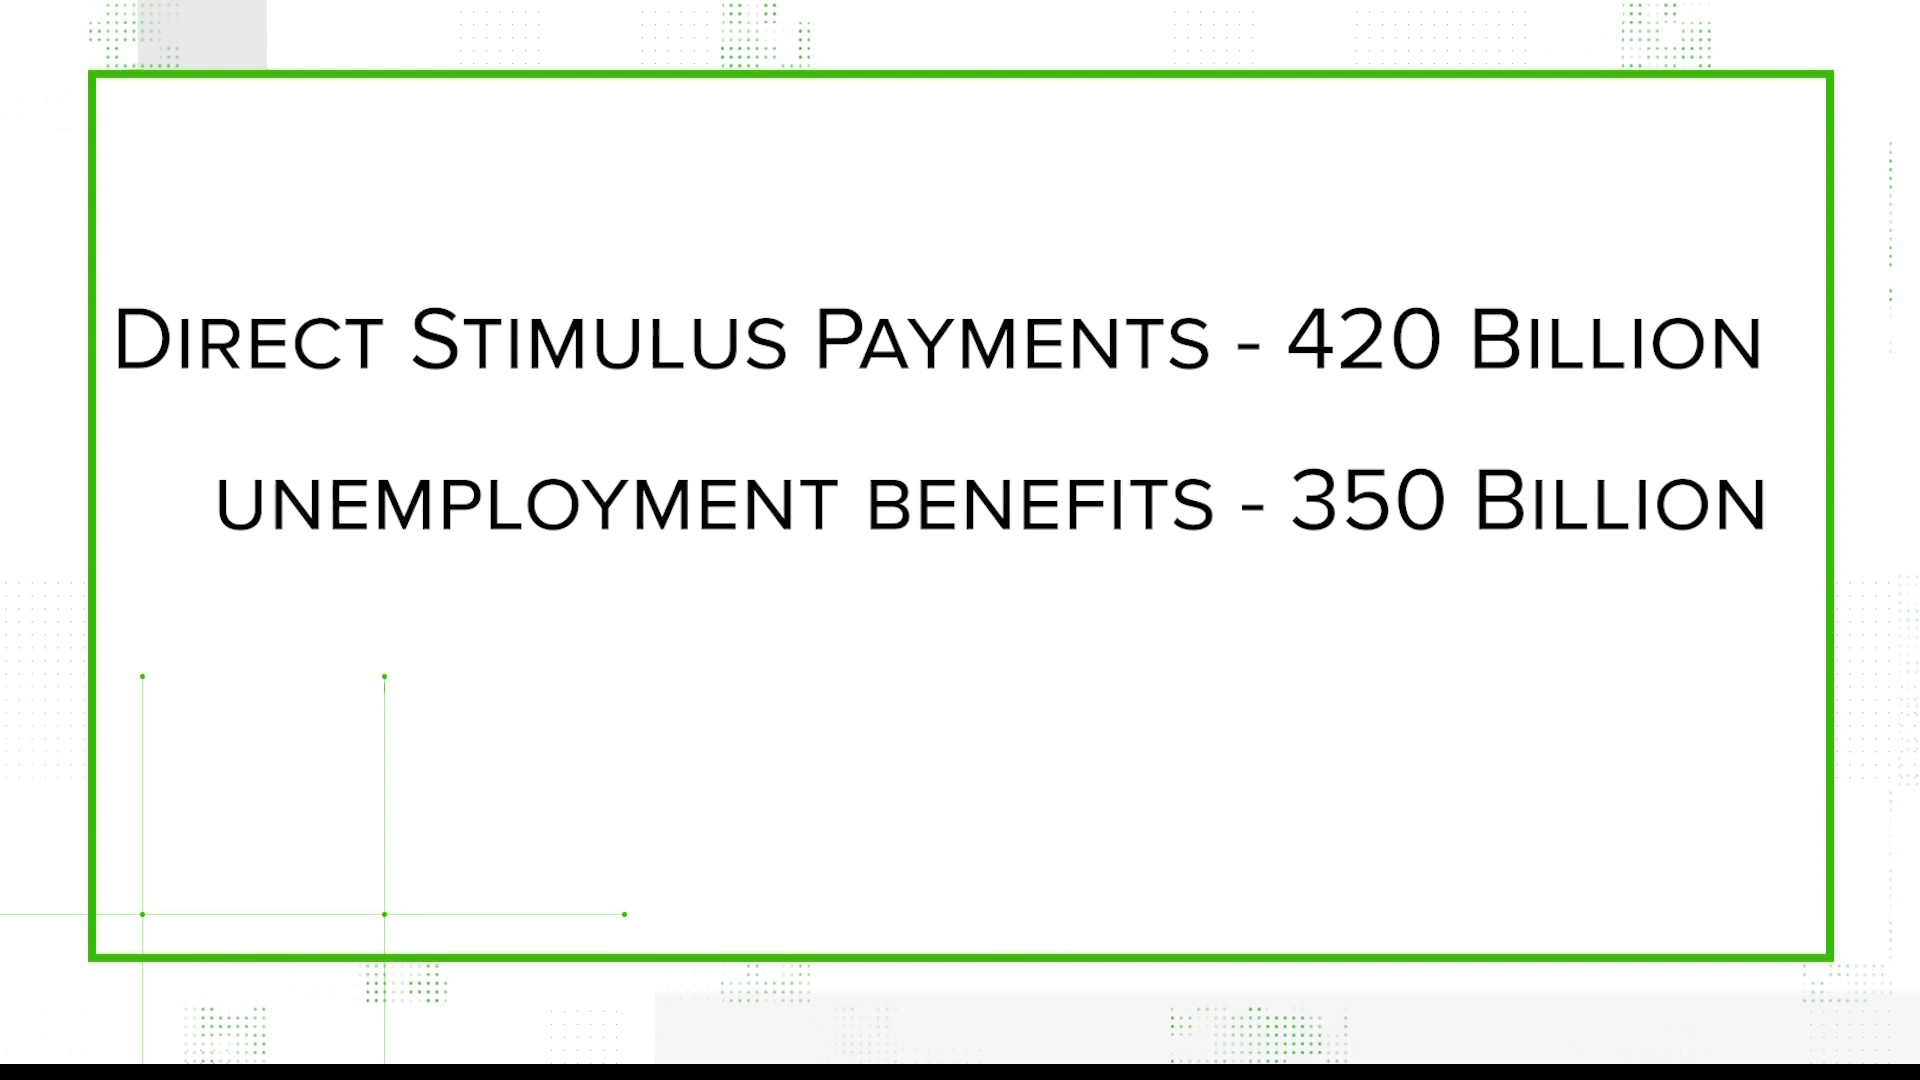 Direct Stimulus Payments - 420 Billion
unemployment benefits - 350 Billion